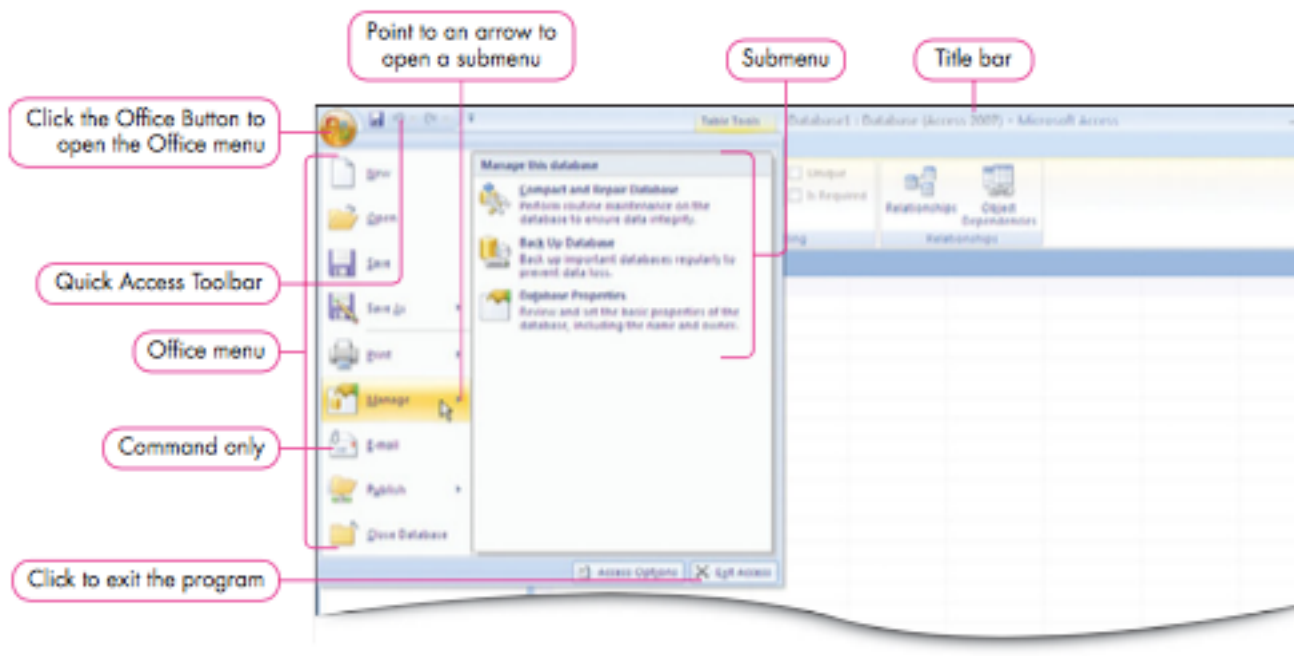 Point to an arrow to
open a submenu
Submenu
Title bar
Click the Office Button to
open the Office menu
Table Tools
Database1 : Database (Access 2007) - Microsoft Access
New
Manage this database
Compact and Repair Database
Perform routine maintenance on the
database to ensure data integrity.
Unique
Is Required
Relationships
Object
Dependencies
Relationships
Open
Back Up Database
Back up important databases regularly to
prevent data loss.
Save
Quick Access Toolbar
Database Properties
Review and set the basic properties of the
database, including the name and owner.
Save As
Office menu
Print
Manage
Command only
E-mail
Publish
Close Database
Click to exit the program
Access Options
Exit Access